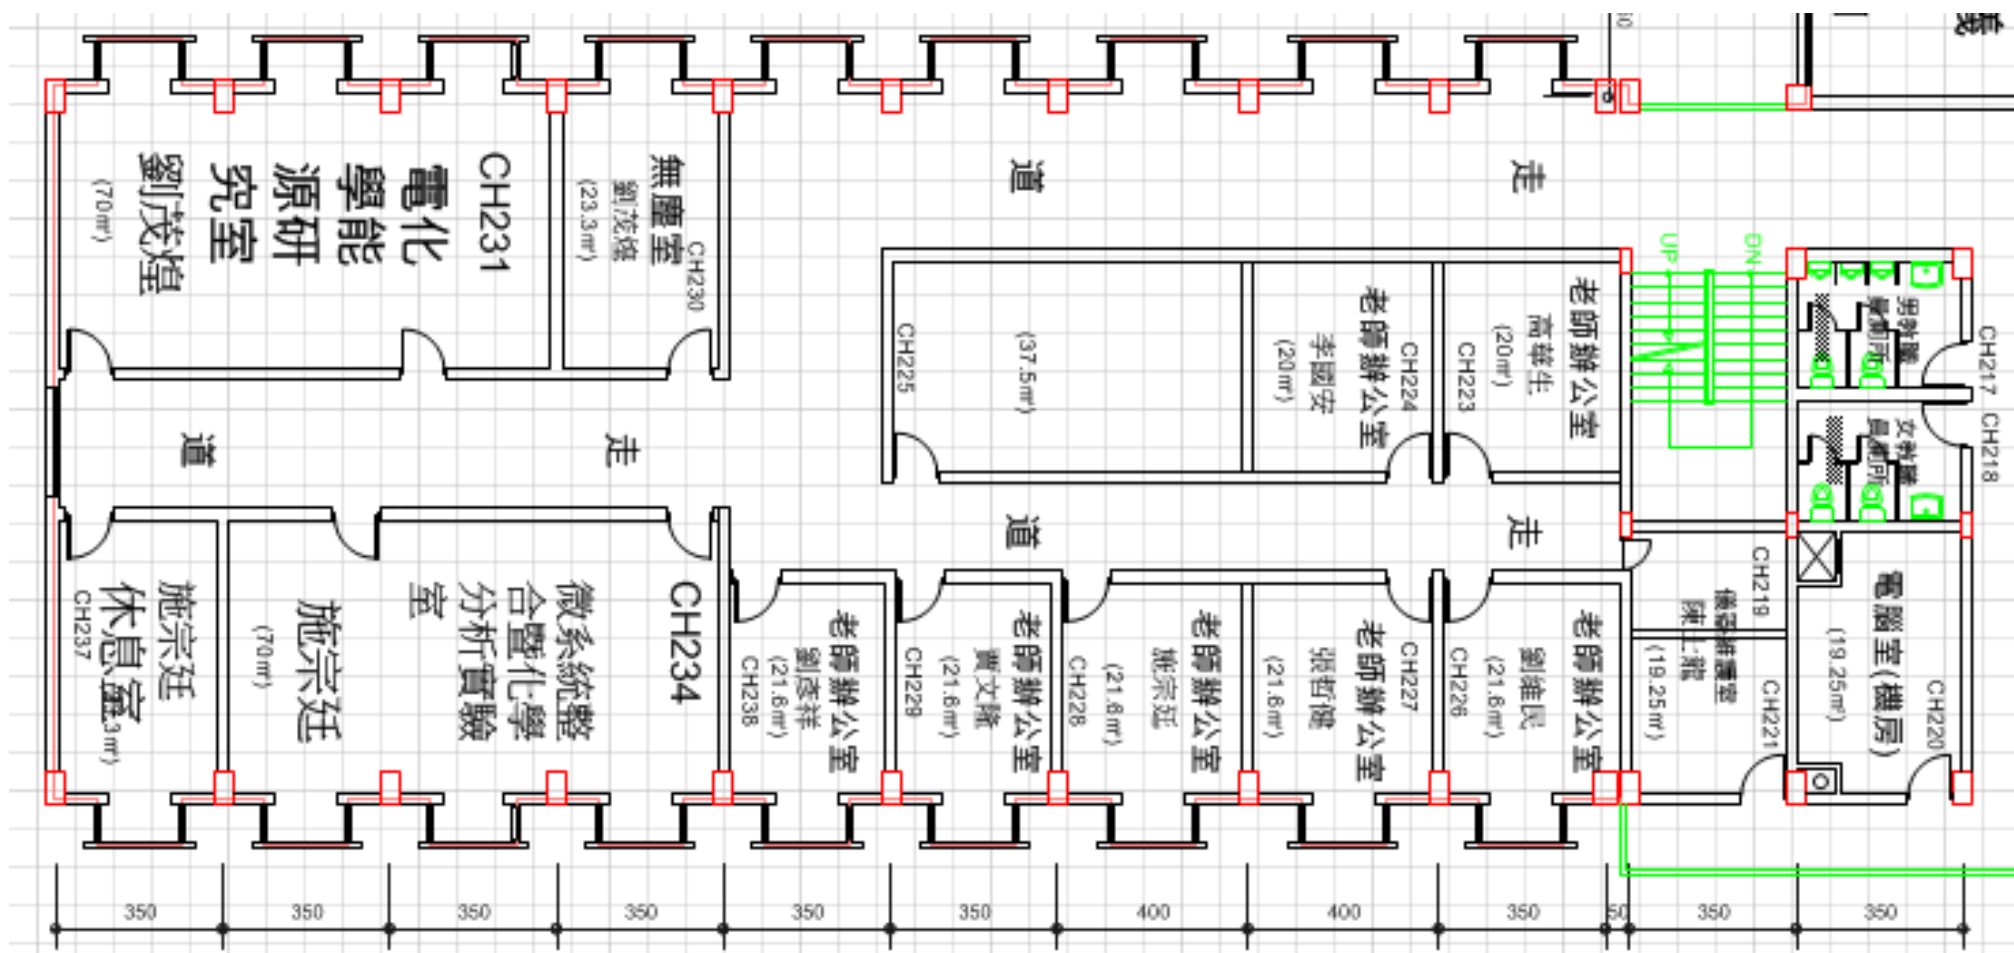 CH231
電化
學能
源研
究室
劉茂煌
(70㎡)
無塵室
劉茂煌
(23.3㎡)
CH230
走
道
走
道
走
道
CH225
(37.5㎡)
老師辦公室
李國安
(20㎡)
CH224
老師辦公室
高華生
(20㎡)
CH223
UP
DN
男教職
員廁所
CH217
女教職
員廁所
CH218
施宗廷
休息室
CH237
CH234
微系統整
合暨化學
分析實驗
室
施宗廷
(70㎡)
老師辦公室
劉彥祥
(21.6㎡)
CH238
老師辦公室
賈文隆
(21.6㎡)
CH229
老師辦公室
施宗廷
(21.6㎡)
CH228
老師辦公室
張哲健
(21.6㎡)
CH227
老師辦公室
劉維民
(21.6㎡)
CH226
CH219
儀器維護室
(19.25㎡)
CH221
電腦室(機房)
(19.25㎡)
CH220
350
350
350
350
350
350
400
400
350
50
350
350